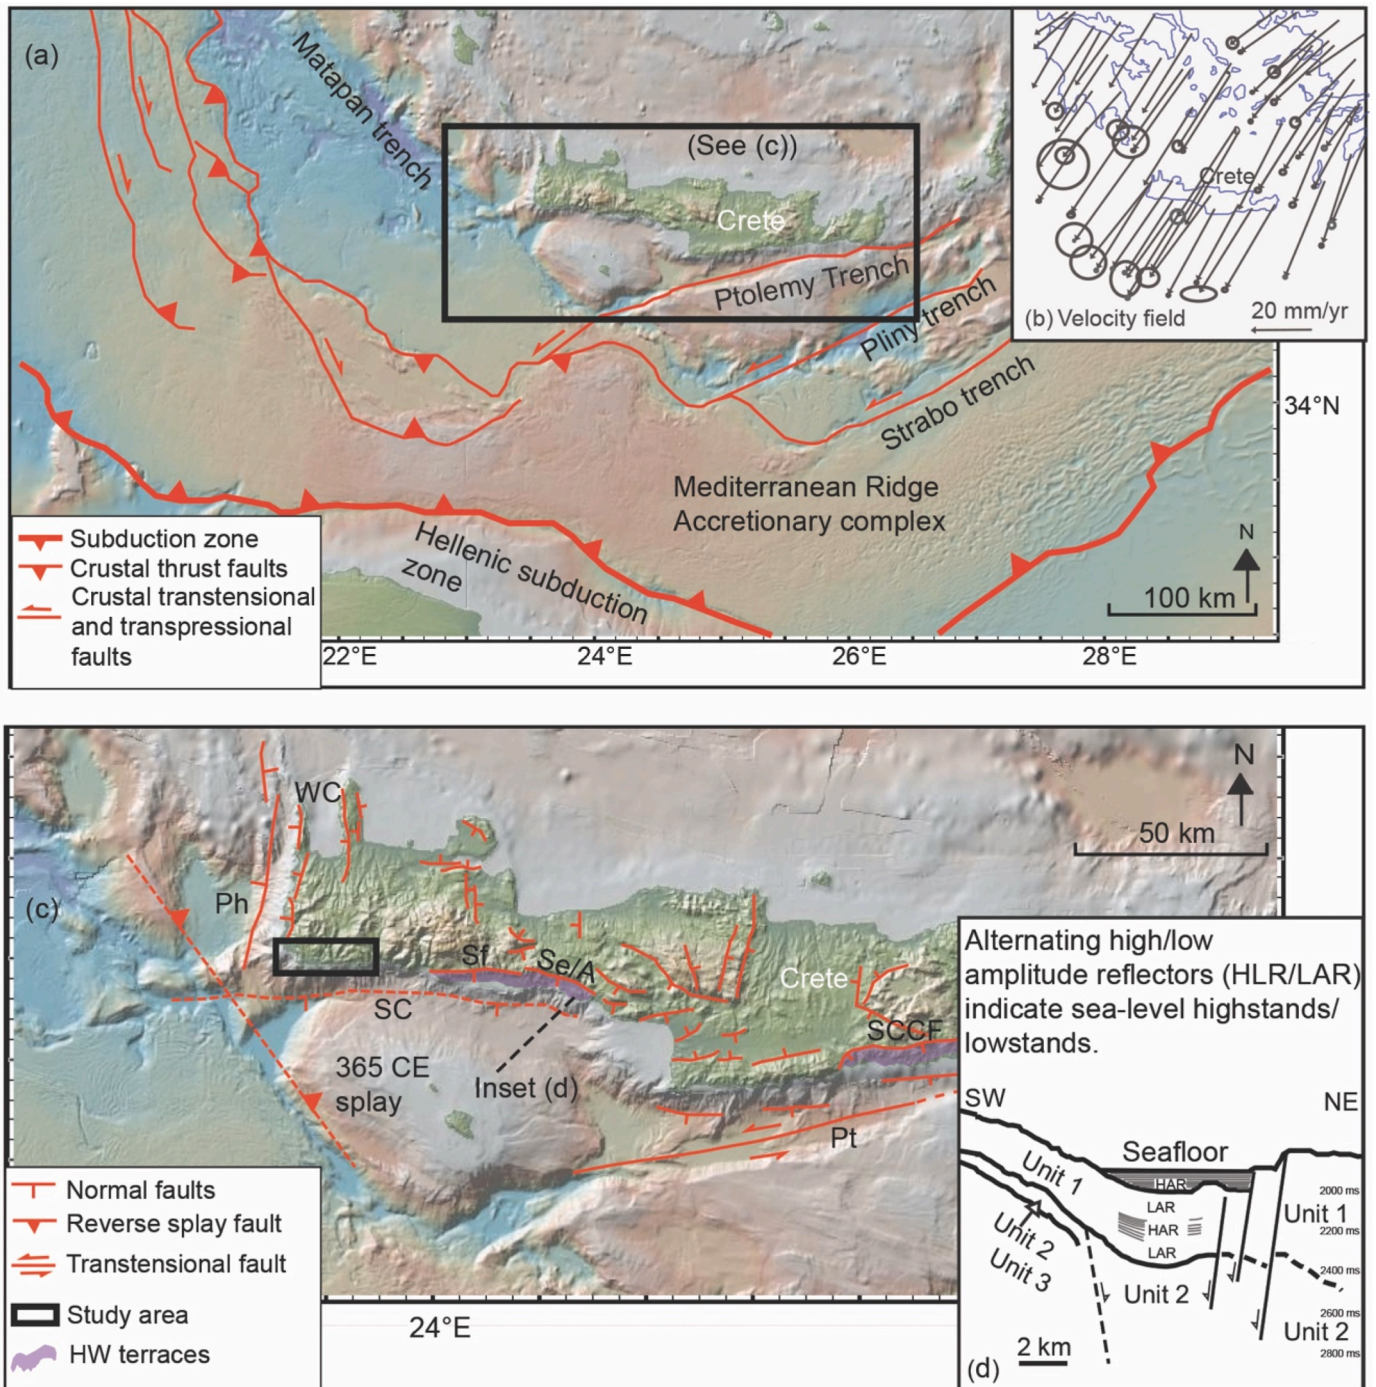 (a)
Matapan trench
(See (c))
Crete
Ptolemy Trench
Pliny trench
Strabo trench
Mediterranean Ridge
Accretionary complex
Hellenic subduction
zone
Subduction zone
Crustal thrust faults
Crustal transtensional
and transpressional
faults
N
100 km
34°N
22°E
24°E
26°E
28°E
Crete
(b) Velocity field
20 mm/yr
(c)
WC
Ph
Sf
Se/A
SC
365 CE
splay
Inset (d)
Crete
SCCF
Pt
N
50 km
24°E
Normal faults
Reverse splay fault
Transtensional fault
Study area
HW terraces
Alternating high/low
amplitude reflectors (HLR/LAR)
indicate sea-level highstands/
lowstands.
SW
NE
Seafloor
Unit 1
HAR
LAR
HAR
LAR
Unit 2
Unit 3
Unit 2
Unit 1
Unit 2
2000 ms
2200 ms
2400 ms
2600 ms
2800 ms
2 km
(d)